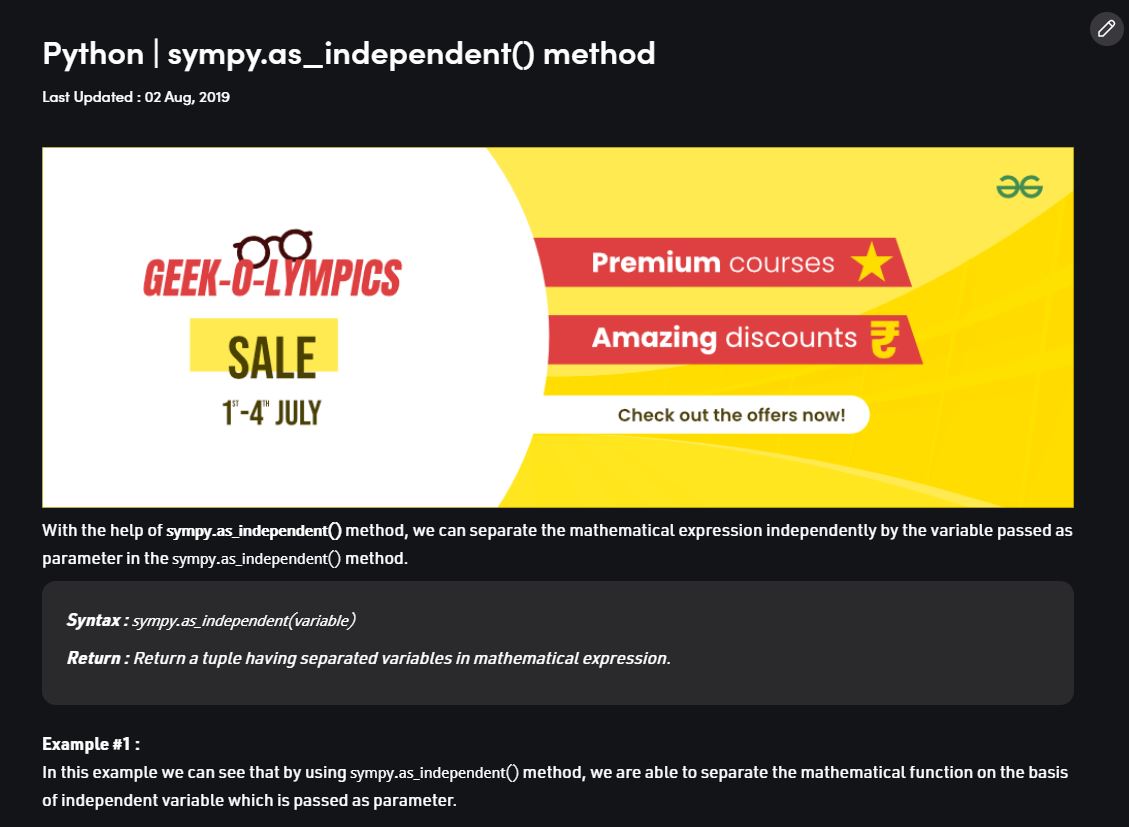 Python | sympy.as_independent() method
Last Updated : 02 Aug, 2019
GEEK-O-LYMPICS
SALE
1ST-4TH JULY
Premium courses
Amazing discounts ₹
Check out the offers now!
With the help of sympy.as_independent() method, we can separate the mathematical expression independently by the variable passed as
parameter in the sympy.as_independent() method.
Syntax : sympy.as_independent(variable)
Return : Return a tuple having separated variables in mathematical expression.
Example #1 :
In this example we can see that by using sympy.as_independent() method, we are able to separate the mathematical function on the basis
of independent variable which is passed as parameter.